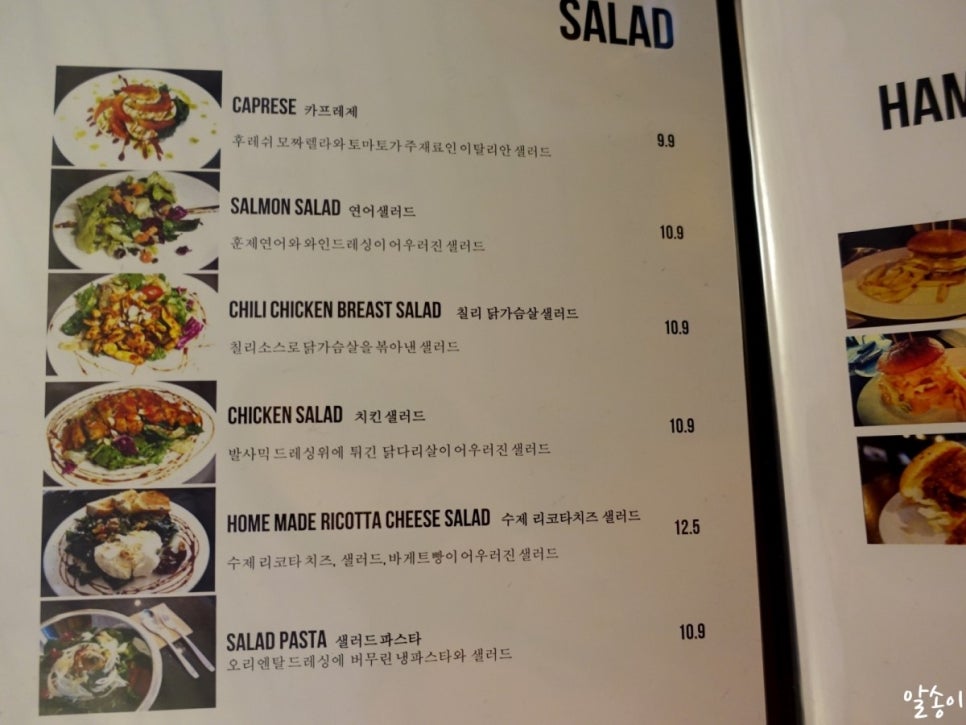 SALAD
CAPRESE 카프레제
후레쉬 모짜렐라와 토마토가 주재료인 이탈리안 샐러드
9.9
SALMON SALAD 연어샐러드
훈제연어와 와인드레싱이 어우러진 샐러드
10.9
CHILI CHICKEN BREAST SALAD 칠리 닭가슴살샐러드
칠리소스로 닭가슴살을 볶아낸 샐러드
10.9
CHICKEN SALAD 치킨샐러드
발사믹 드레싱위에 튀긴 닭다리살이 어우러진 샐러드
10.9
HOME MADE RICOTTA CHEESE SALAD 수제 리코타치즈 샐러드
수제 리코타 치즈, 샐러드, 바게트빵이 어우러진 샐러드
12.5
SALAD PASTA 샐러드파스타
오리엔탈드레싱에 버무린 냉파스타와 샐러드
10.9
HAM
알송이